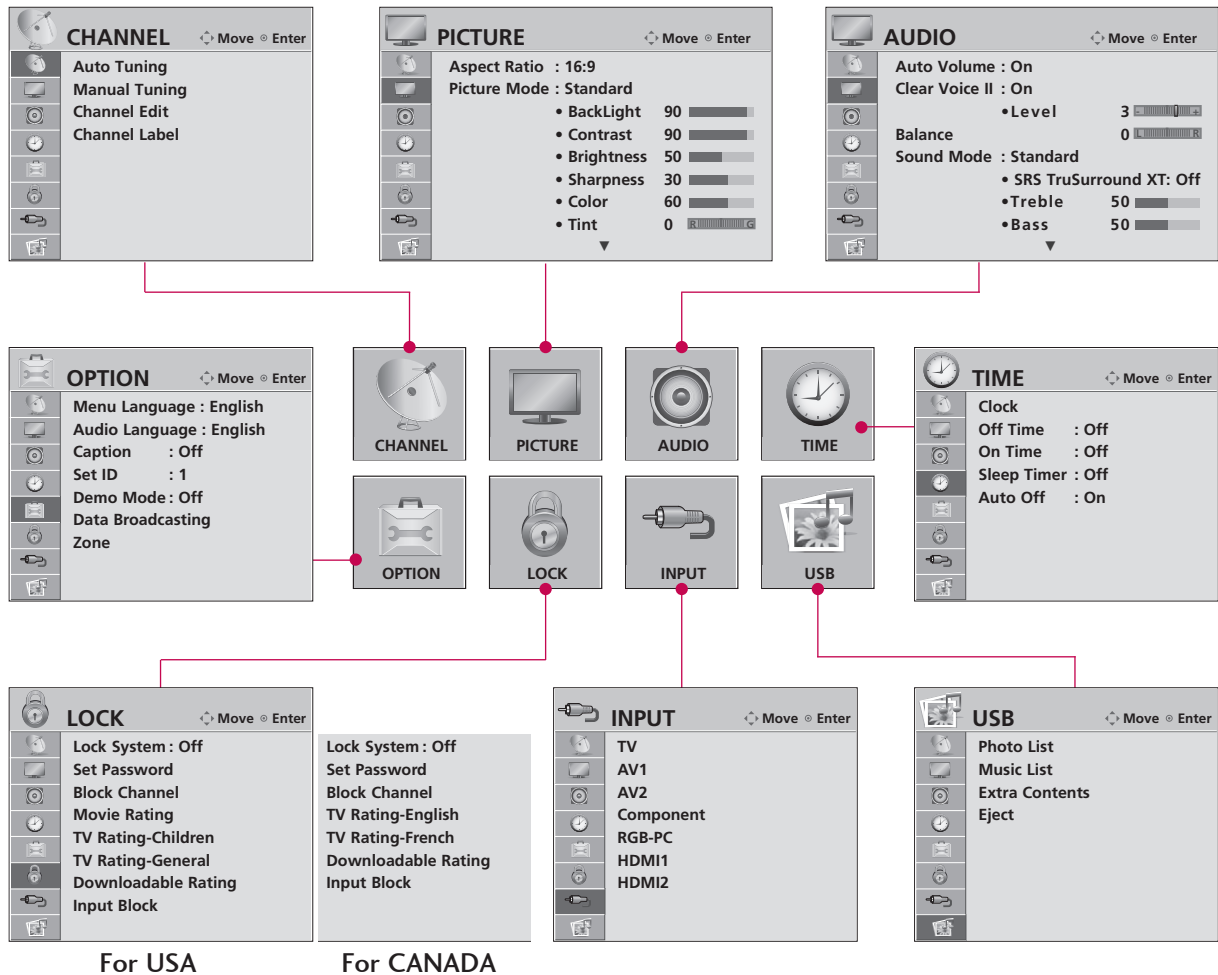 CHANNEL
Move Enter
Auto Tuning
Manual Tuning
Channel Edit
Channel Label
PICTURE
Move Enter
Aspect Ratio : 16:9
Picture Mode : Standard
• BackLight 90
• Contrast 90
• Brightness 50
• Sharpness 30
• Color 60
• Tint 0 R G
▼
AUDIO
Move Enter
Auto Volume : On
Clear Voice II : On
•Level 3 - +
Balance 0 L R
Sound Mode : Standard
• SRS TruSurround XT: Off
•Treble 50
•Bass 50
▼
OPTION
Move Enter
Menu Language : English
Audio Language : English
Caption : Off
Set ID : 1
Demo Mode : Off
Data Broadcasting
Zone
CHANNEL
PICTURE
AUDIO
TIME
OPTION
LOCK
INPUT
USB
TIME
Move Enter
Clock
Off Time : Off
On Time : Off
Sleep Timer : Off
Auto Off : On
LOCK
Move Enter
Lock System : Off
Set Password
Block Channel
Movie Rating
TV Rating-Children
TV Rating-General
Downloadable Rating
Input Block
For USA
Lock System : Off
Set Password
Block Channel
TV Rating-English
TV Rating-French
Downloadable Rating
Input Block
For CANADA
INPUT
Move Enter
TV
AV1
AV2
Component
RGB-PC
HDMI1
HDMI2
USB
Move Enter
Photo List
Music List
Extra Contents
Eject